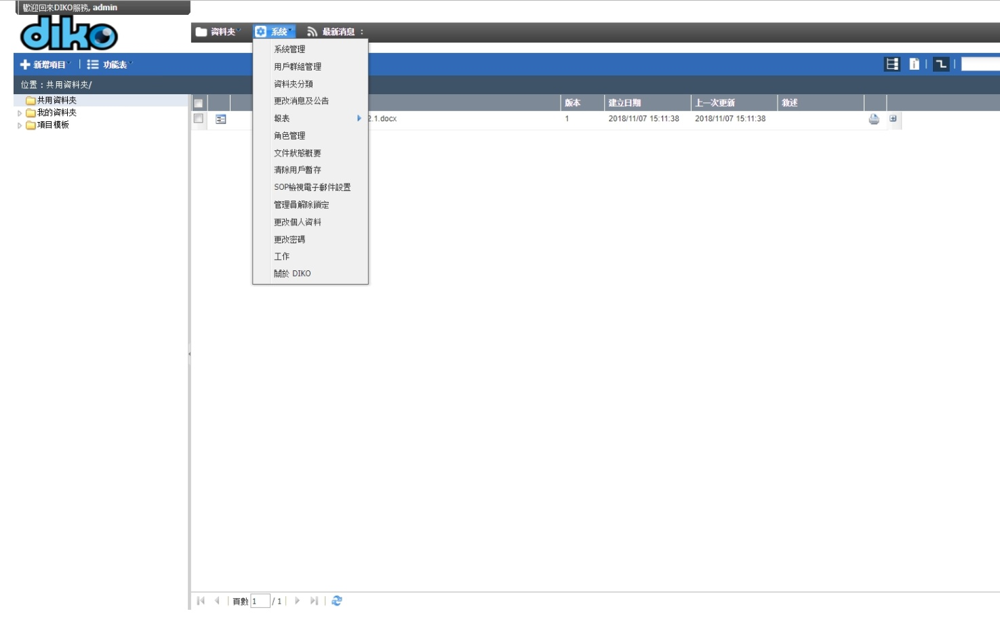 歡迎回來DIKO服務, admin
diko
資料夾 系統 最新消息 :
新增項目 功能表
位置：共用資料夾/
共用資料夾
我的資料夾
項目模板
系統管理
用戶群組管理
資料夾分類
更改消息及公告
報表
角色管理
文件狀態概要
清除用戶暫存
SOP檢視電子郵件設置
管理員解除鎖定
更改個人資料
更改密碼
工作
關於 DIKO
版本 建立日期 上一次更新 敘述
2.1.docx 1 2018/11/07 15:11:38 2018/11/07 15:11:38
頁數 1 / 1